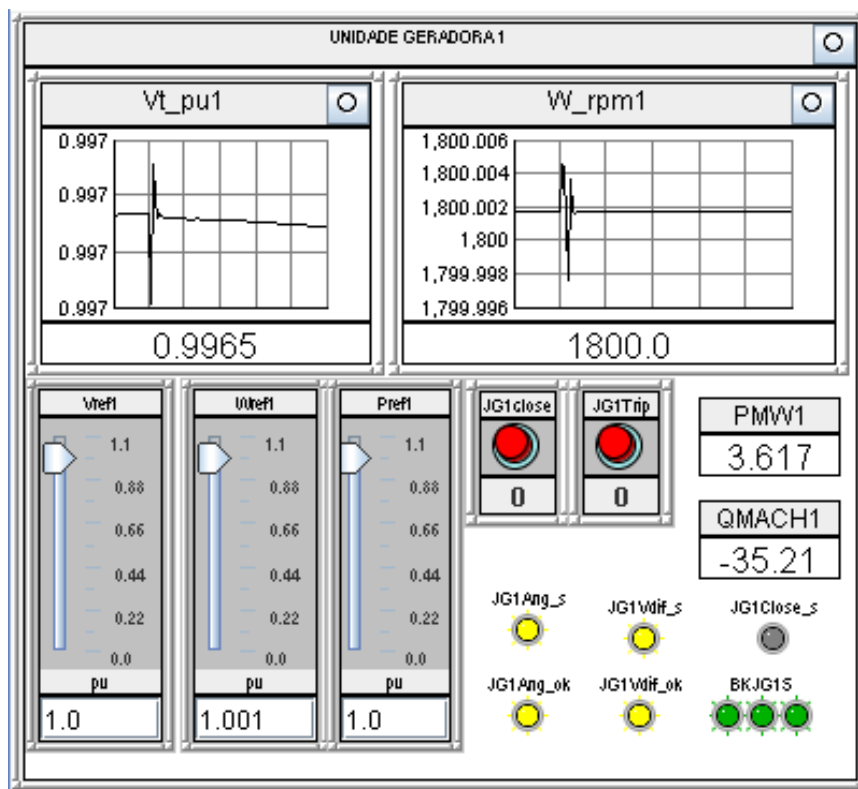 UNIDADE GERADORA 1
Vt_pu1
W_rpm1
0.997
0.997
0.997
0.997
1,800.006
1,800.004
1,800.002
1,800
1,799.998
1,799.996
0.9965
1800.0
Vref1
Wref1
Pref1
JG1close
JG1Trip
PMW1
1.1
0.88
0.66
0.44
0.22
0.0
1.1
0.88
0.66
0.44
0.22
0.0
1.1
0.88
0.66
0.44
0.22
0.0
0
0
3.617
QMACH1
-35.21
JG1Ang_s
JG1Vdif_s
JG1Close_s
pu
pu
pu
JG1Ang_ok
JG1Vdif_ok
BKJG1S
1.0
1.001
1.0